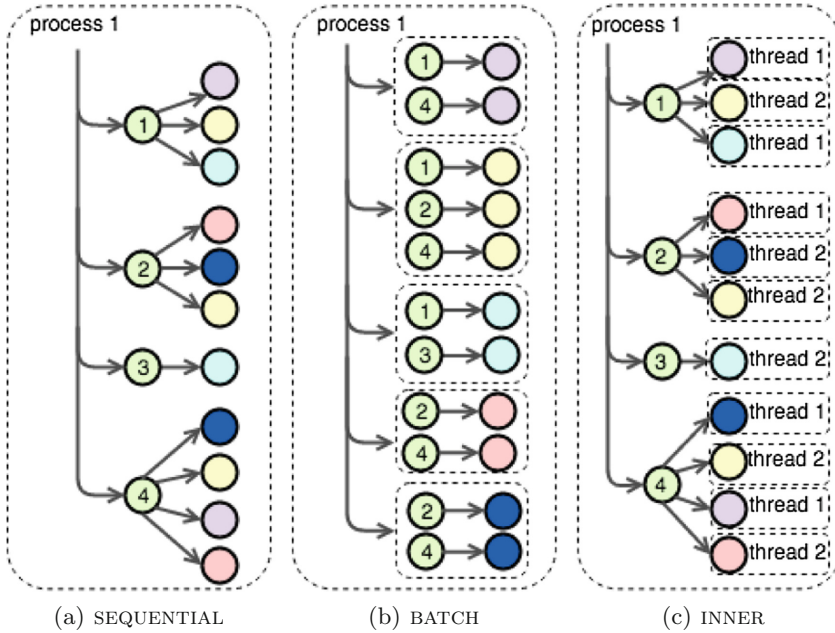 process 1
1
2
3
4
(a) SEQUENTIAL
process 1
1
4
1
2
4
1
3
2
4
2
4
(b) BATCH
process 1
1
thread 1
thread 2
thread 1
2
thread 1
thread 2
thread 2
3
thread 2
4
thread 1
thread 2
thread 1
thread 2
(c) INNER